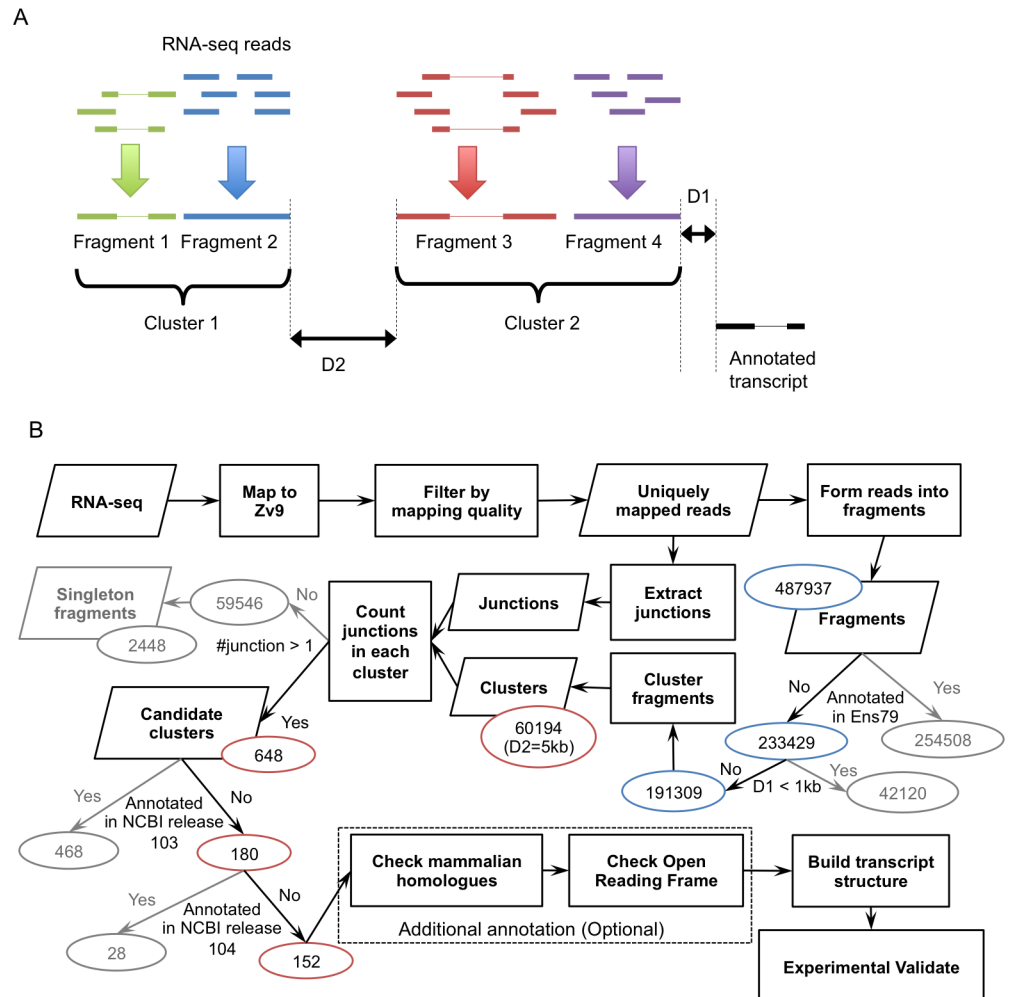 A
RNA-seq reads
D1
Fragment 1
Fragment 2
Fragment 3
Fragment 4
Cluster 1
Cluster 2
D2
Annotated
transcript
B
RNA-seq
Map to
Zv9
Filter by
mapping quality
Uniquely
mapped reads
Form reads into
fragments
Singleton
fragments
2448
59546
No
#junction > 1
Count
junctions
in each
cluster
Junctions
Extract
junctions
487937
Fragments
Clusters
60194
(D2=5kb)
Cluster
fragments
No
Annotated
in Ens79
Yes
233429
254508
Candidate
clusters
Yes
648
191309
No
D1 < 1kb
Yes
42120
Yes
Annotated
in NCBI release
103
No
468
180
Check mammalian
homologues
Check Open
Reading Frame
Build transcript
structure
Yes
Annotated
in NCBI release
104
No
28
152
Additional annotation (Optional)
Experimental Validate